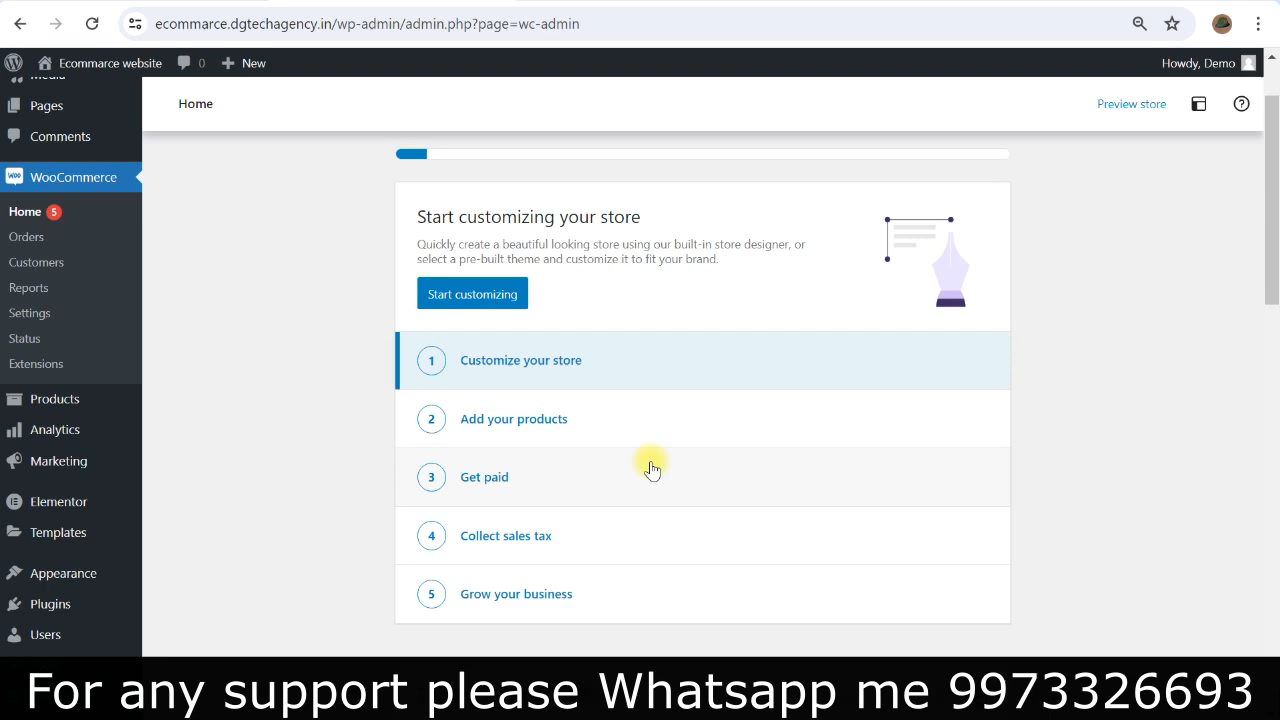 ecommerce.dgtechagency.in/wp-admin/admin.php?page=wc-admin
Ecommerce website 0 New Howdy, Demo
Media
Pages
Comments
WooCommerce
Home 5
Orders
Customers
Reports
Settings
Status
Extensions
Products
Analytics
Marketing
Elementor
Templates
Appearance
Plugins
Users
Home Preview store
Start customizing your store
Quickly create a beautiful looking store using our built-in store designer, or
select a pre-built theme and customize it to fit your brand.
Start customizing
1 Customize your store
2 Add your products
3 Get paid
4 Collect sales tax
5 Grow your business
For any support please Whatsapp me 9973326693